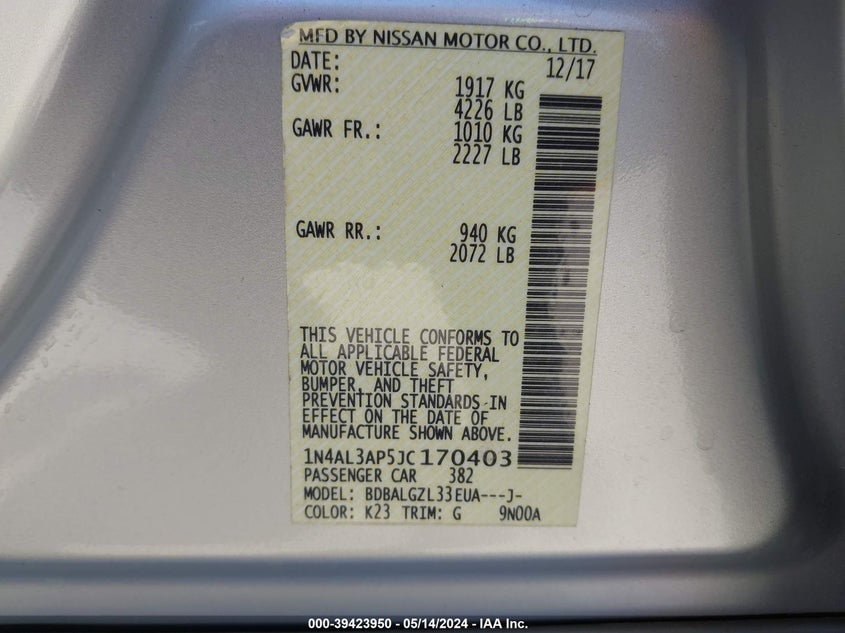 MFD BY NISSAN MOTOR CO., LTD.
DATE: 12/17
GVWR: 1917 KG
4226 LB
GAWR FR.: 1010 KG
2227 LB
GAWR RR.: 940 KG
2072 LB
THIS VEHICLE CONFORMS TO
ALL APPLICABLE FEDERAL
MOTOR VEHICLE SAFETY,
BUMPER, AND THEFT
PREVENTION STANDARDS IN
EFFECT ON THE DATE OF
MANUFACTURE SHOWN ABOVE.
1N4AL3AP5JC170403
PASSENGER CAR 382
MODEL: BDBALGZL33EUA---J-
COLOR: K23 TRIM: G 9N00A
000-39423950 - 05/14/2024 - IAA Inc.